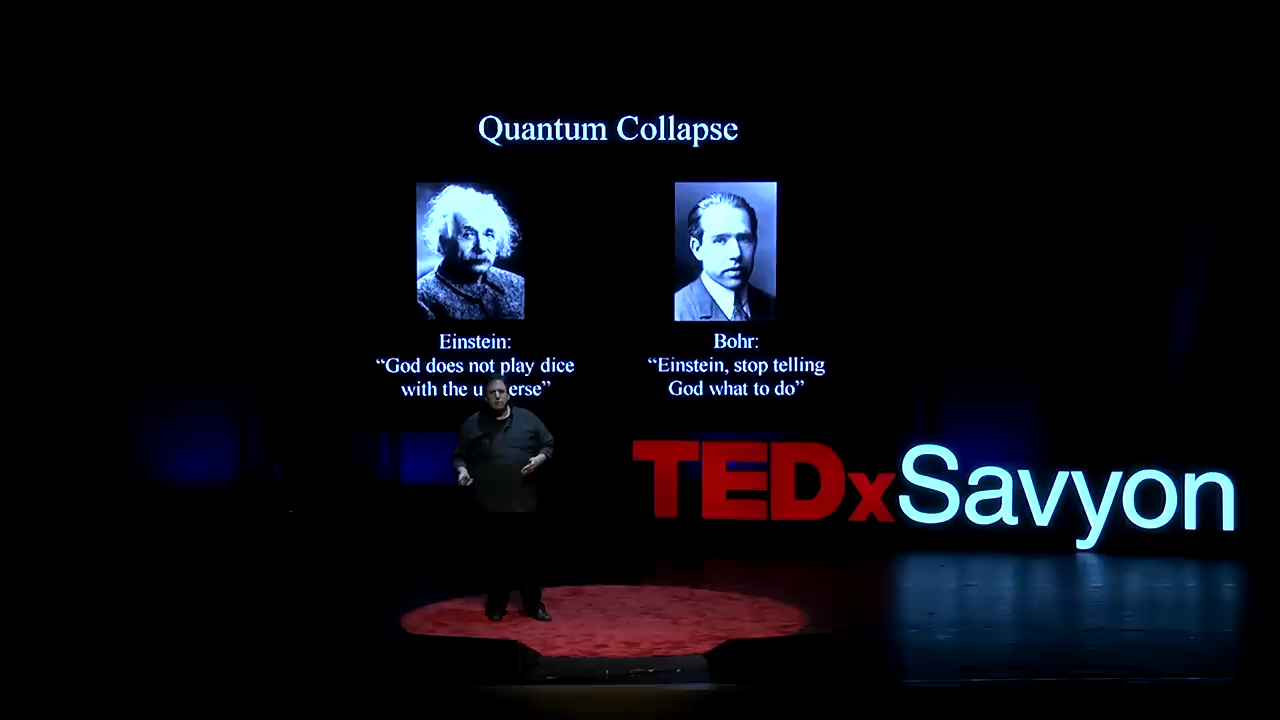 Quantum Collapse
Einstein:
“God does not play dice
with the
Bohr:
“Einstein, stop telling
God what to do”
TEDxSavyon